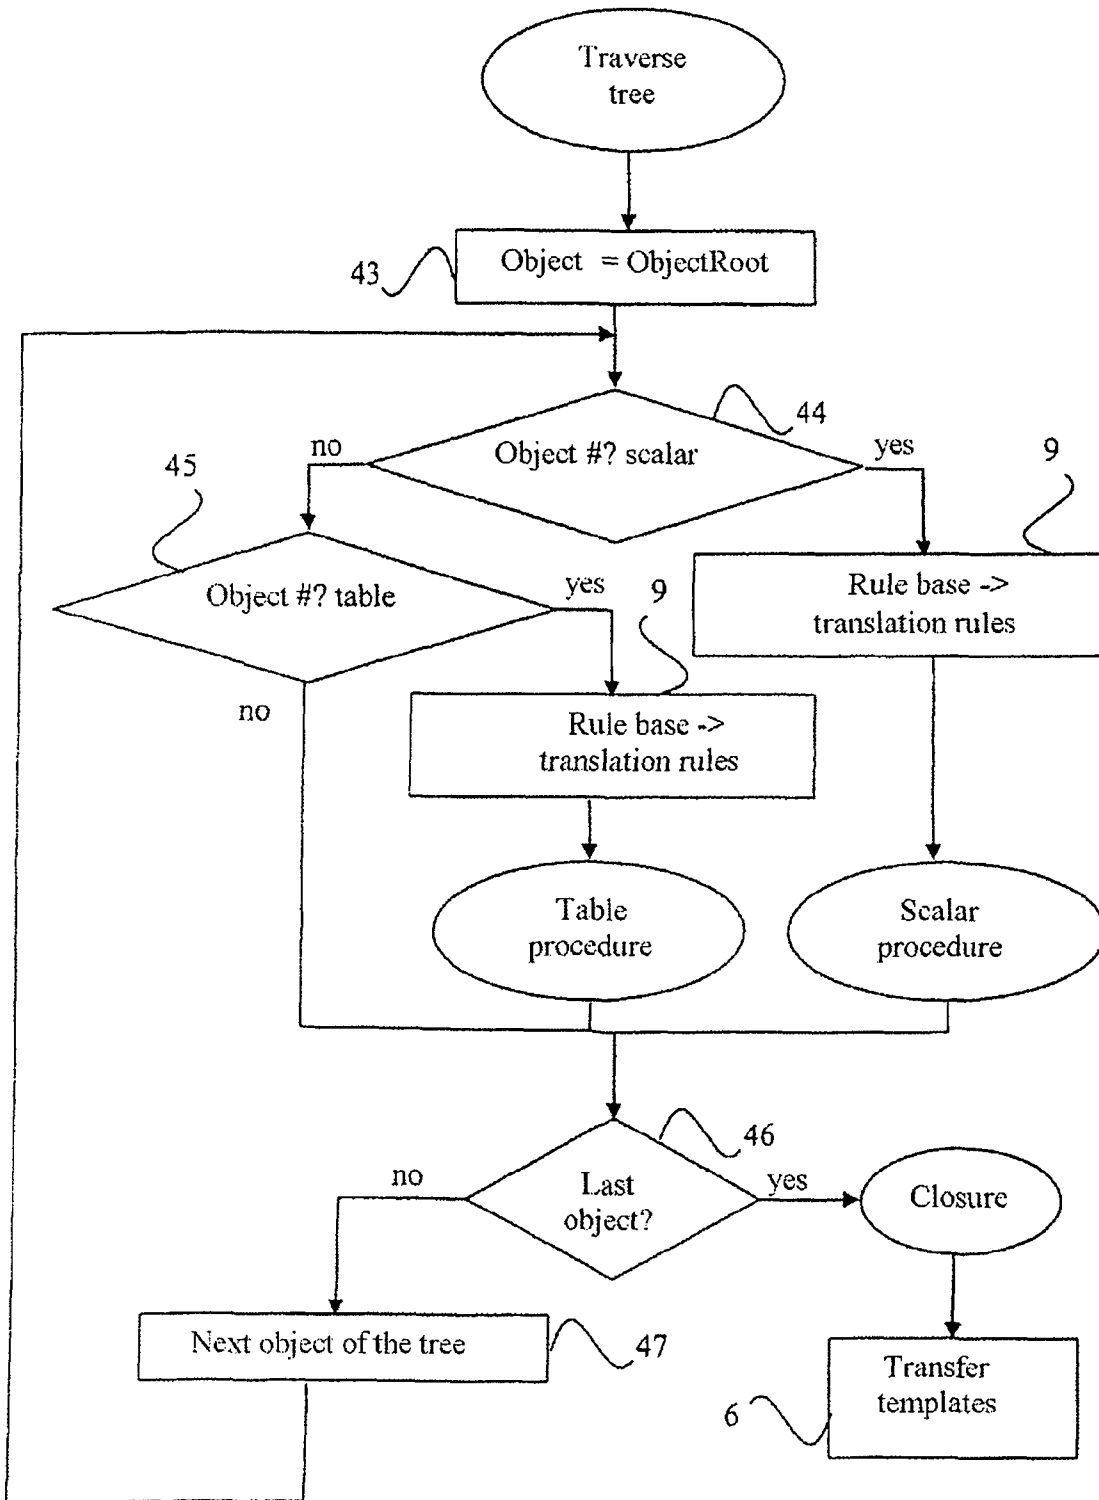 Traverse
tree
Object = ObjectRoot
43
44
no
Object #? scalar
yes
45
9
Object #? table
yes
9
Rule base ->
translation rules
no
Rule base ->
translation rules
Table
procedure
Scalar
procedure
46
no
Last
object?
yes
Closure
Next object of the tree
47
Transfer
templates
6